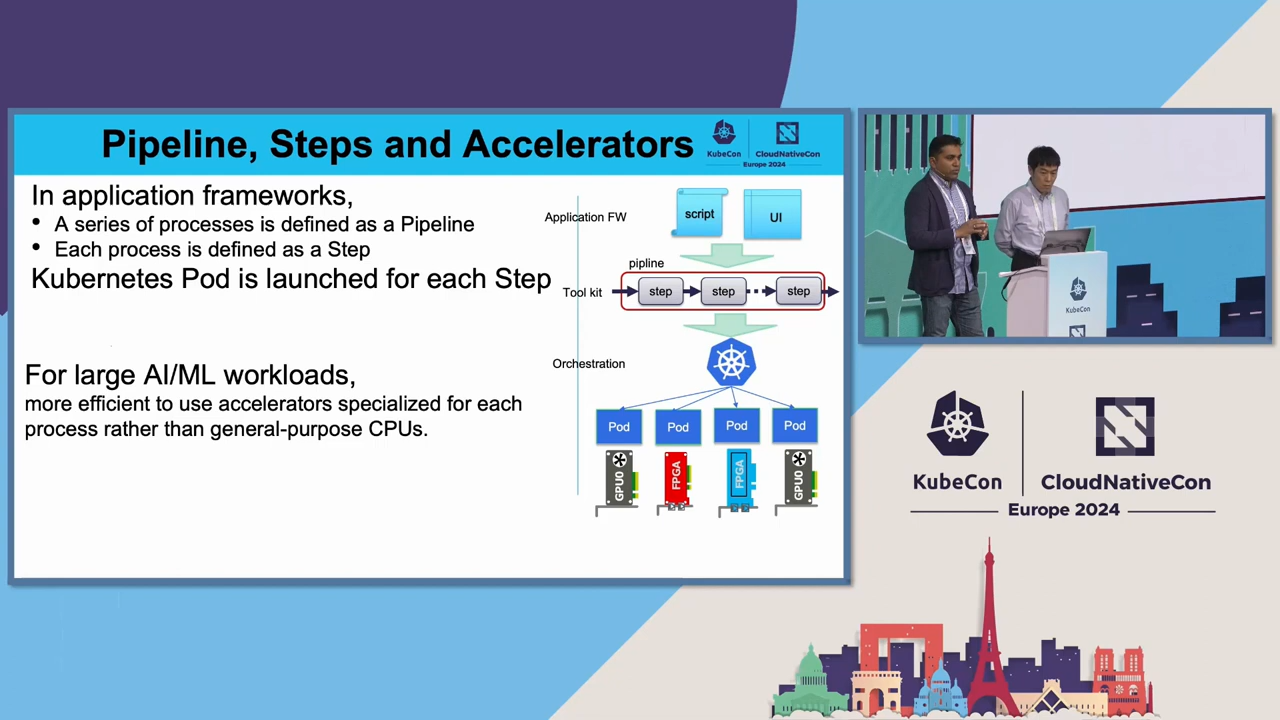 Pipeline, Steps and Accelerators
KubeCon
CloudNativeCon
Europe 2024
In application frameworks,
• A series of processes is defined as a Pipeline
• Each process is defined as a Step
Kubernetes Pod is launched for each Step
For large AI/ML workloads,
more efficient to use accelerators specialized for each
process rather than general-purpose CPUs.
Application FW
script
UI
pipline
Tool kit
step
step
step
Orchestration
Pod
Pod
Pod
Pod
GPU0
FPGA
FPGA
GPU0
KubeCon
KubeCon
CloudNativeCon
Europe 2024